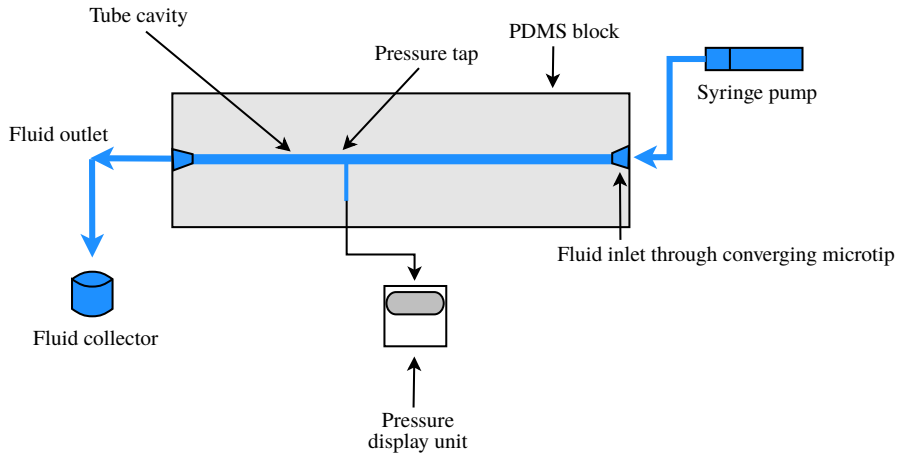 Tube cavity
PDMS block
Pressure tap
Syringe pump
Fluid outlet
Fluid inlet through converging microtip
Fluid collector
Pressure
display unit